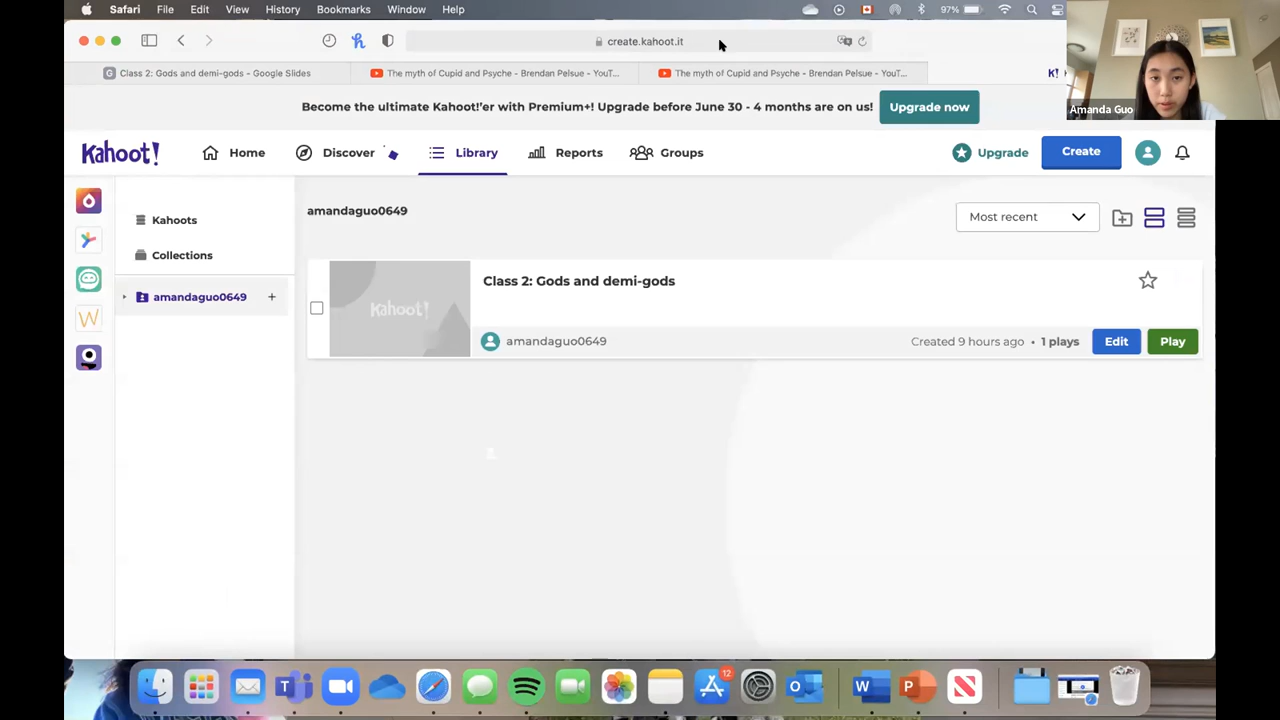 Safari File Edit View History Bookmarks Window Help 97%
create.kahoot.it
Class 2: Gods and demi-gods - Google Slides
The myth of Cupid and Psyche - Brendan Pelsue - YouT...
The myth of Cupid and Psyche - Brendan Pelsue - YouT...
K!
Amanda Guo
Become the ultimate Kahoot!'er with Premium+! Upgrade before June 30 - 4 months are on us! Upgrade now
Kahoot! Home Discover Library Reports Groups Upgrade Create
Kahoots
Collections
amandaguo0649 +
amandaguo0649
Most recent
Kahoot!
Class 2: Gods and demi-gods
amandaguo0649
Created 9 hours ago • 1 plays Edit Play
12